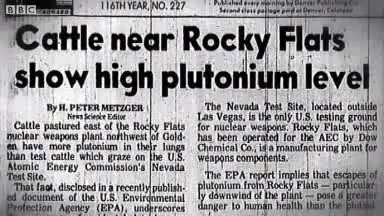 BBC
116TH YEAR, NO. 227
Published every morning by Denver Publishing Co.
Second class postage paid at Denver, Colorado
Cattle near Rocky Flats
show high plutonium level
By H. PETER METZGER
News Science Editor
Cattle pastured east of the Rocky Flats
nuclear weapons plant northwest of Gold-
en have more plutonium in their lungs
than test cattle which graze on the U.S.
Atomic Energy Commission's Nevada
Test Site.
That fact, disclosed in a recently publish-
ed document of the U.S. Environmental
Protection Agency (EPA), underscores
The Nevada Test Site, located outside
Las Vegas, is the only U.S. testing ground
for nuclear weapons. Rocky Flats, which
has been operated for the AEC by Dow
Chemical Co., is a manufacturing plant for
weapons components.
The EPA report implies that escapes of
plutonium from Rocky Flats — particular-
ly downwind of the plant — pose a greater
danger to human health than the